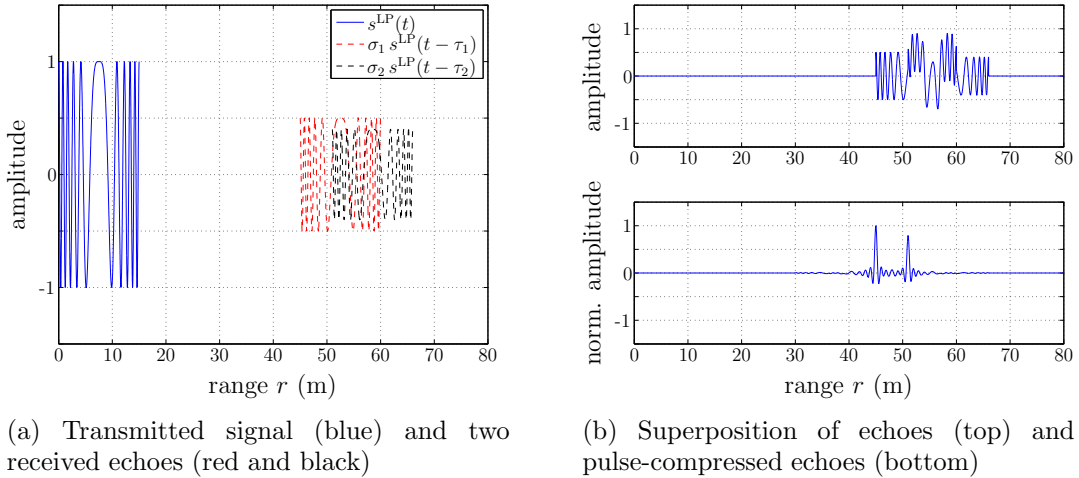 s^LP(t)
σ₁ s^LP(t − τ₁)
σ₂ s^LP(t − τ₂)
amplitude
1
0
-1
0 10 20 30 40 50 60 70 80
range r (m)
(a) Transmitted signal (blue) and two
received echoes (red and black)
amplitude
1
0
-1
0 10 20 30 40 50 60 70 80
norm. amplitude
1
0
-1
0 10 20 30 40 50 60 70 80
range r (m)
(b) Superposition of echoes (top) and
pulse-compressed echoes (bottom)